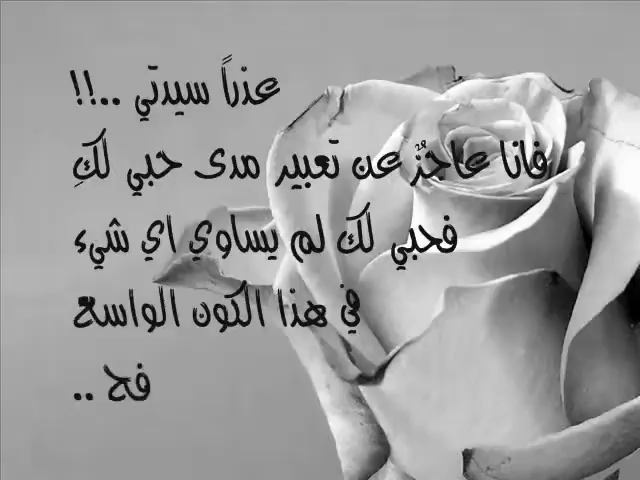 عذراً سيدتي ..!!
فانا عاجزٌ عن تعبير مدى حبي لكِ
فحبي لك لم يساوي اي شيء
في هذا الكون الواسع
فح ..